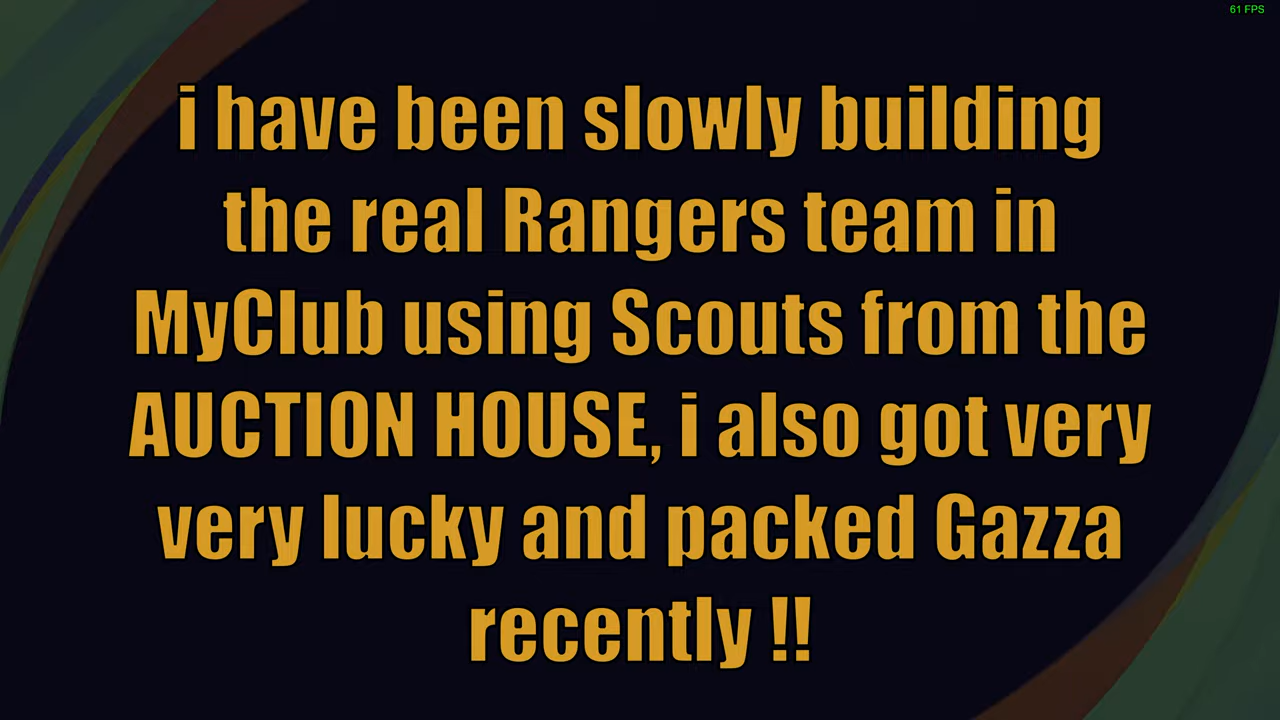 61 FPS
i have been slowly building
the real Rangers team in
MyClub using Scouts from the
AUCTION HOUSE, i also got very
very lucky and packed Gazza
recently !!